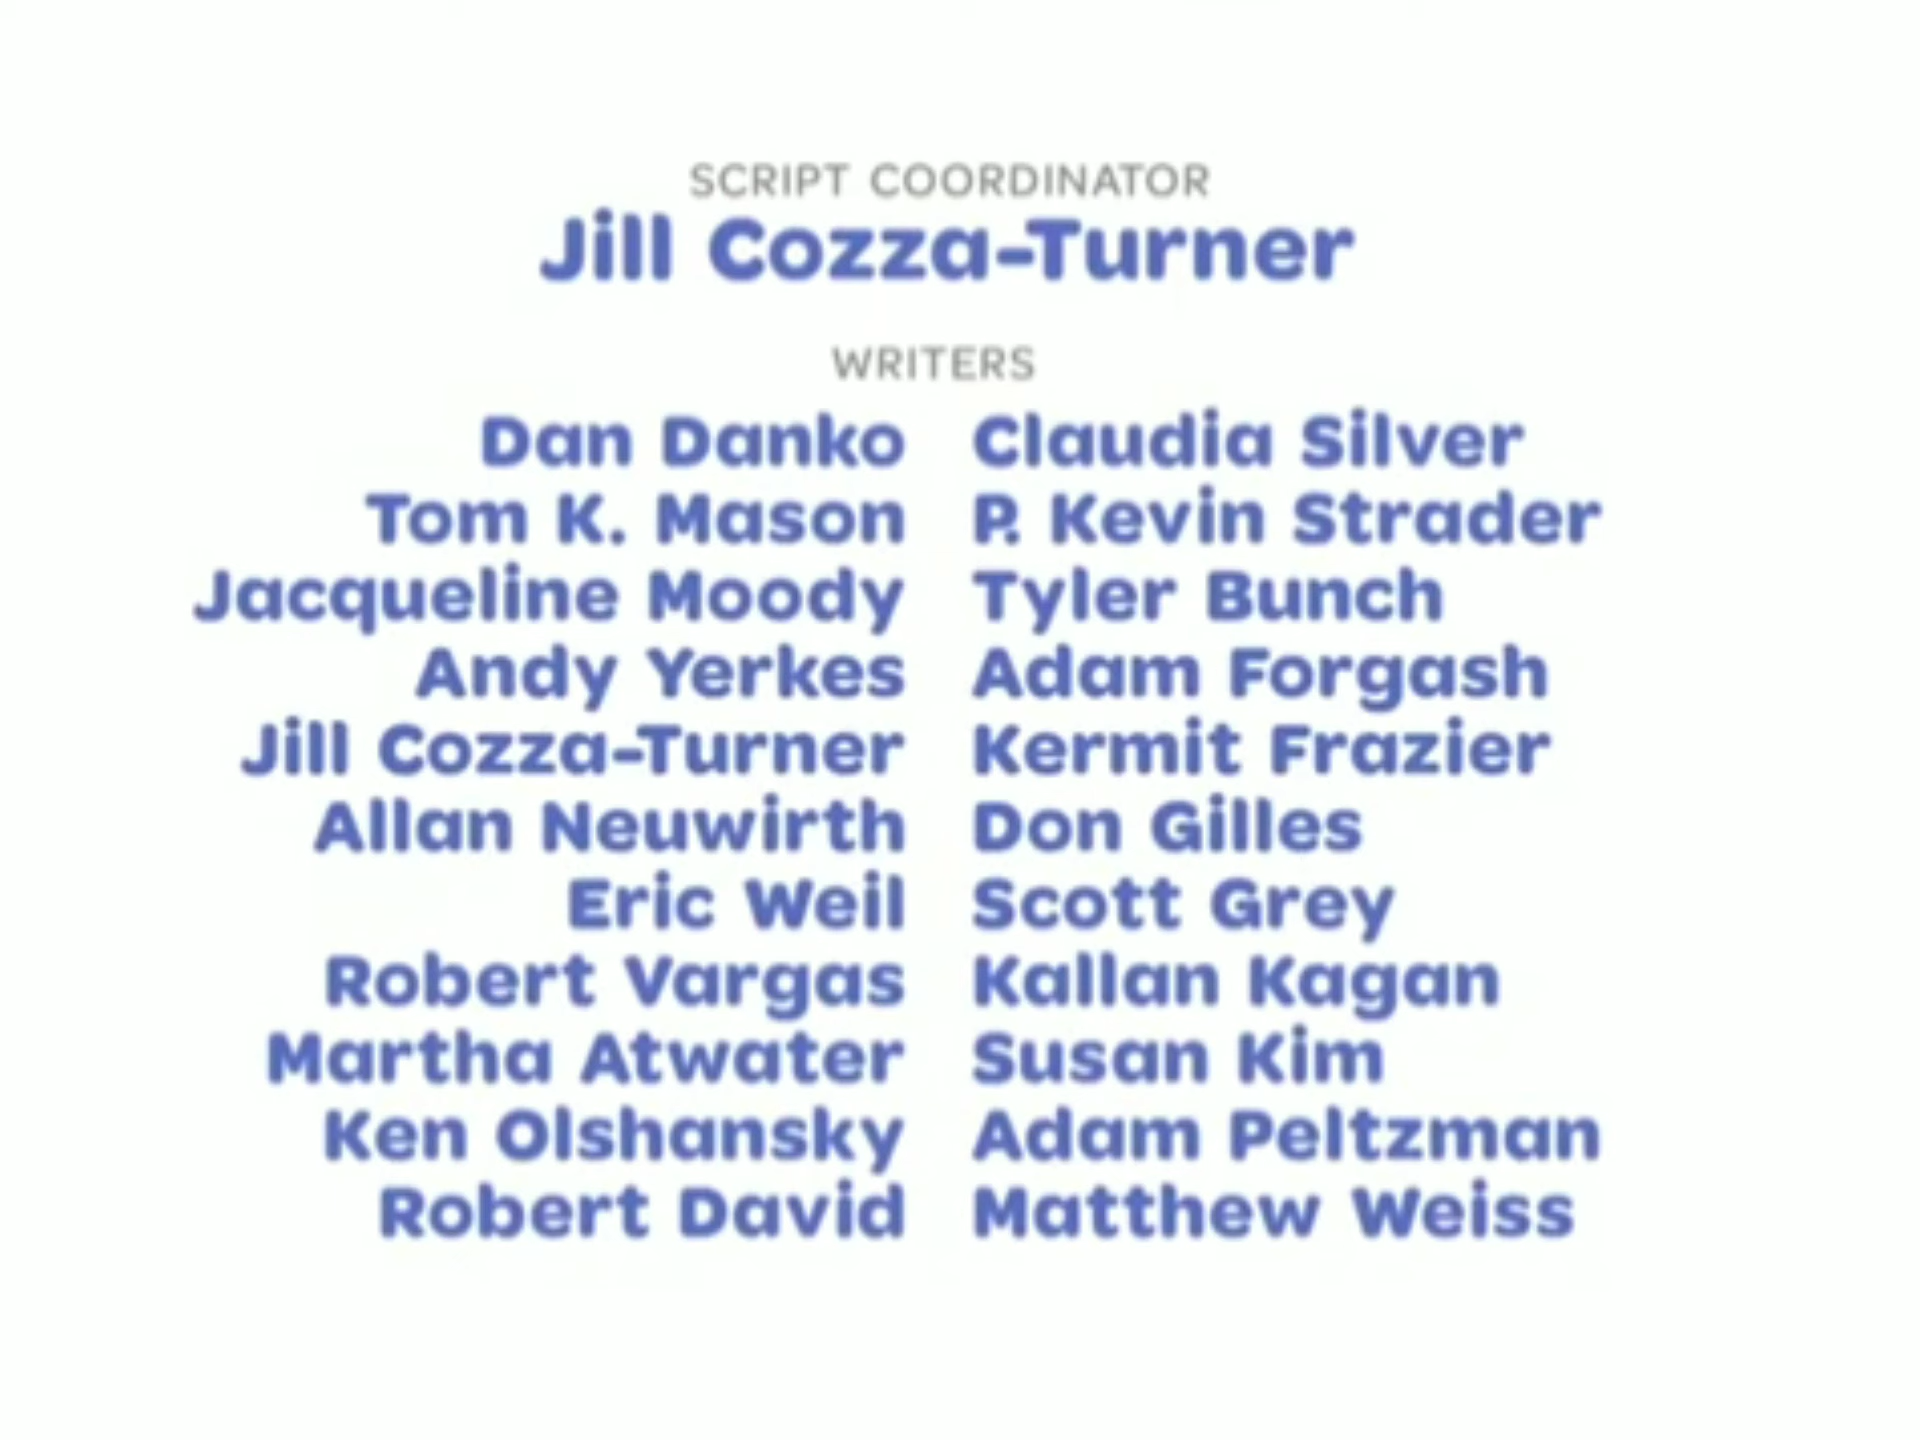 SCRIPT COORDINATOR
Jill Cozza-Turner
WRITERS
Dan Danko Claudia Silver
Tom K. Mason P. Kevin Strader
Jacqueline Moody Tyler Bunch
Andy Yerkes Adam Forgash
Jill Cozza-Turner Kermit Frazier
Allan Neuwirth Don Gilles
Eric Weil Scott Grey
Robert Vargas Kallan Kagan
Martha Atwater Susan Kim
Ken Olshansky Adam Peltzman
Robert David Matthew Weiss